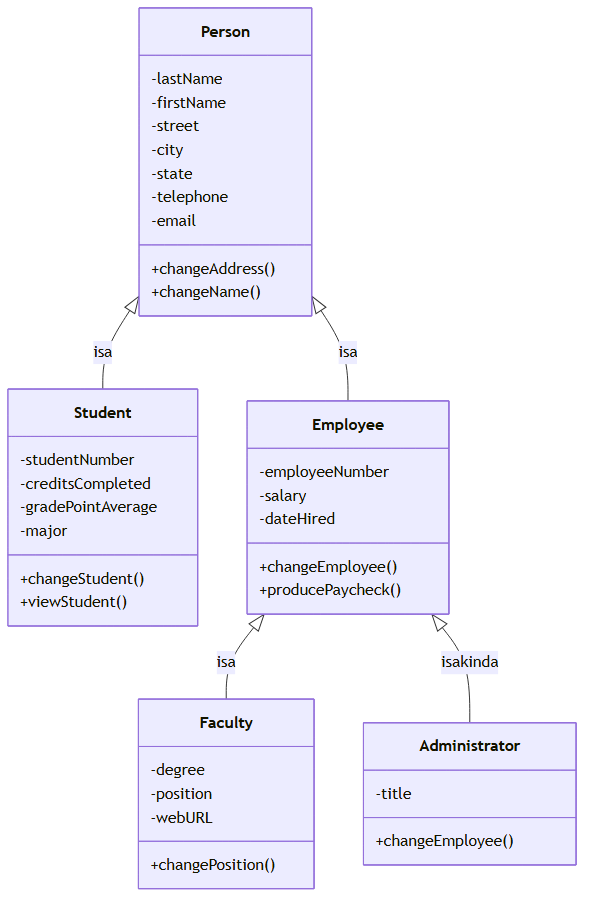 Person
-lastName
-firstName
-street
-city
-state
-telephone
-email
+changeAddress()
+changeName()
isa
isa
Student
-studentNumber
-creditsCompleted
-gradePointAverage
-major
+changeStudent()
+viewStudent()
Employee
-employeeNumber
-salary
-dateHired
+changeEmployee()
+producePaycheck()
isa
isakinda
Faculty
-degree
-position
-webURL
+changePosition()
Administrator
-title
+changeEmployee()